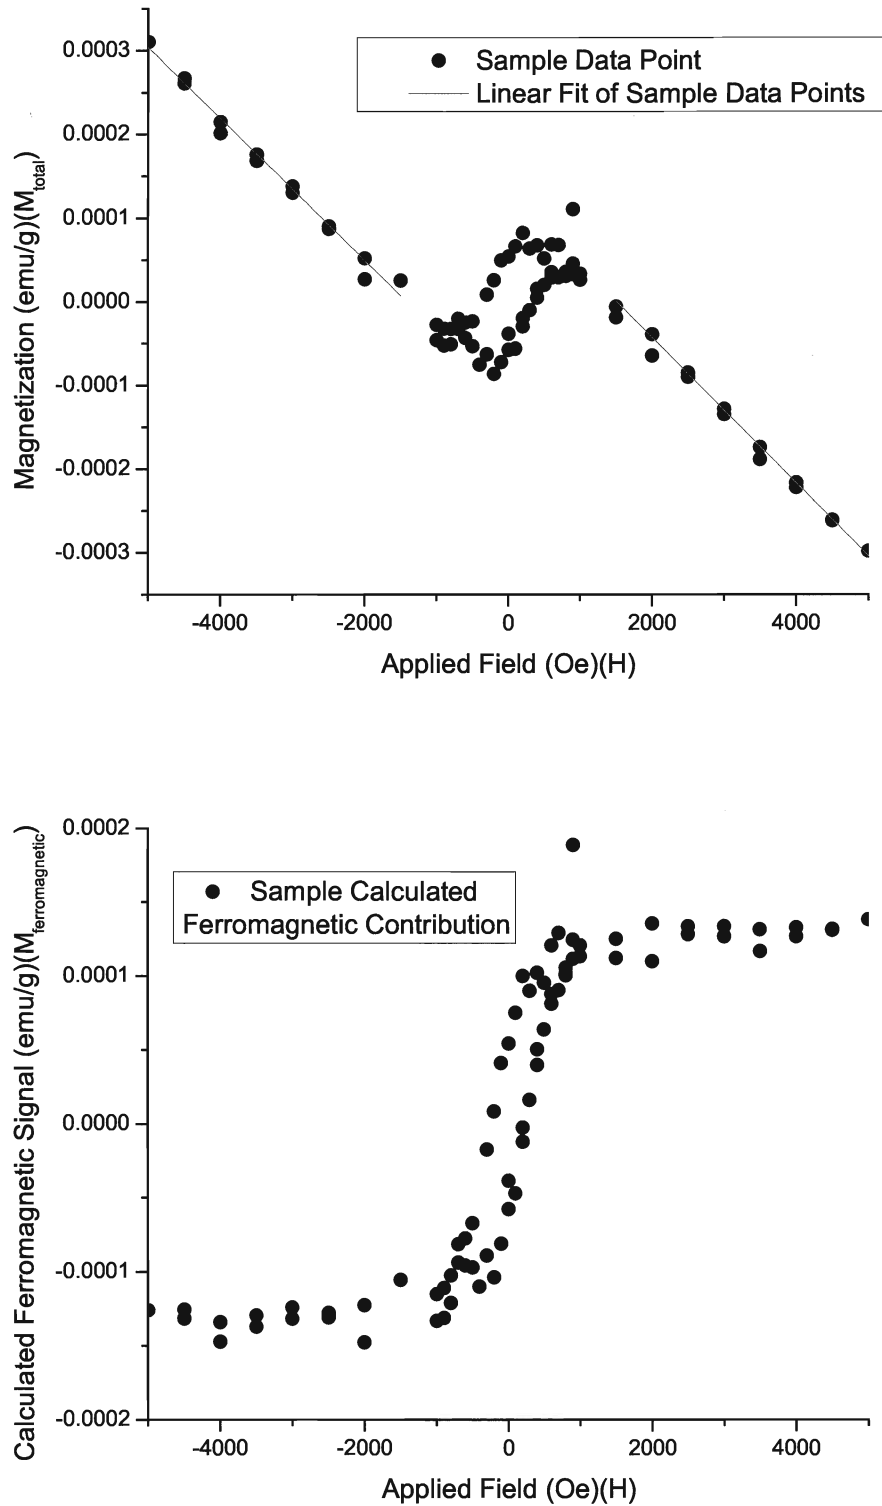 0.0003
0.0002
0.0001
0.0000
-0.0001
-0.0002
-0.0003
Magnetization (emu/g)(M_total)
Sample Data Point
Linear Fit of Sample Data Points
-4000 -2000 0 2000 4000
Applied Field (Oe)(H)
0.0002
0.0001
0.0000
-0.0001
-0.0002
Calculated Ferromagnetic Signal (emu/g)(M_ferromagnetic)
Sample Calculated
Ferromagnetic Contribution
-4000 -2000 0 2000 4000
Applied Field (Oe)(H)